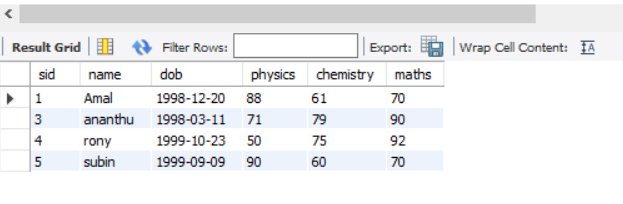 Result Grid Filter Rows: Export: Wrap Cell Content: IA
sid name dob physics chemistry maths
1 Amal 1998-12-20 88 61 70
3 ananthu 1998-03-11 71 79 90
4 rony 1999-10-23 50 75 92
5 subin 1999-09-09 90 60 70